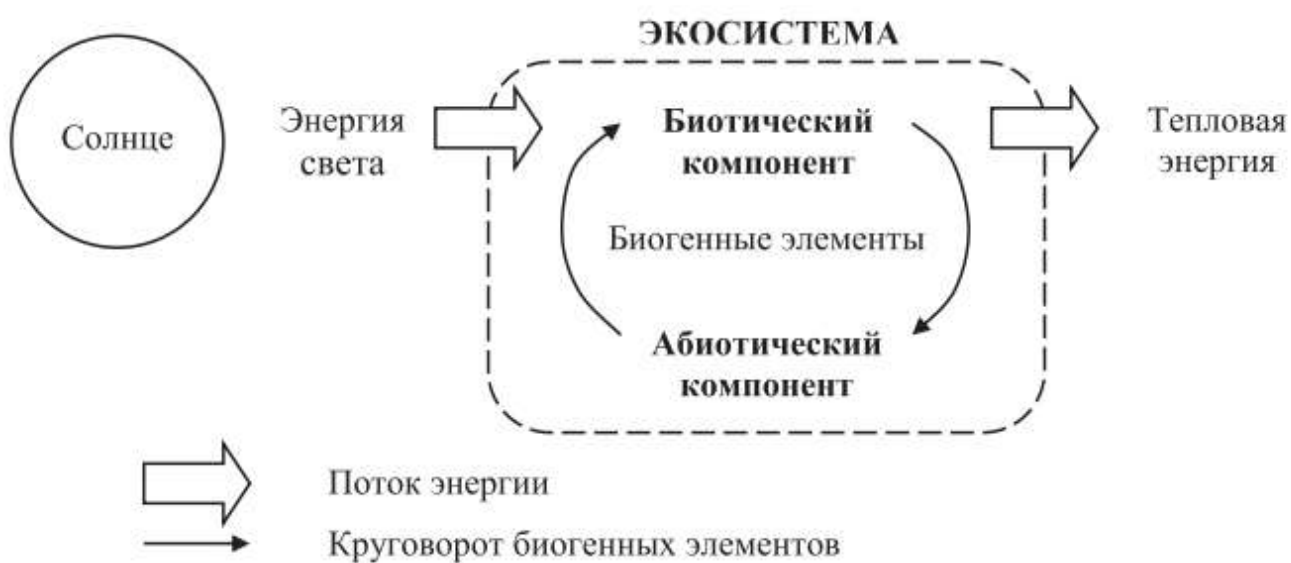 ЭКОСИСТЕМА
Солнце
Энергия
света
Биотический
компонент
Тепловая
энергия
Биогенные элементы
Абиотический
компонент
Поток энергии
Круговорот биогенных элементов